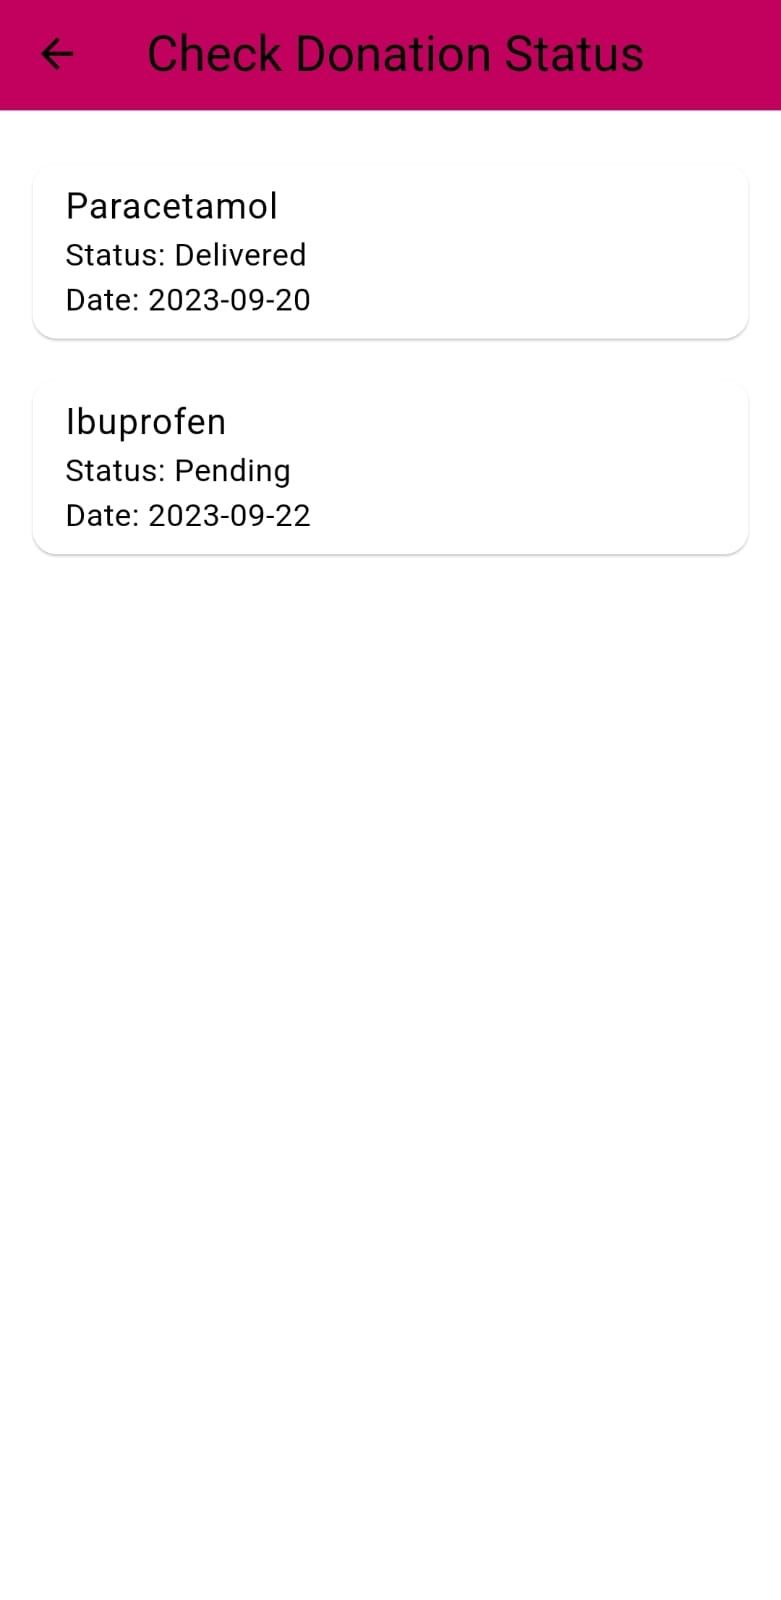 Check Donation Status
Paracetamol
Status: Delivered
Date: 2023-09-20
Ibuprofen
Status: Pending
Date: 2023-09-22